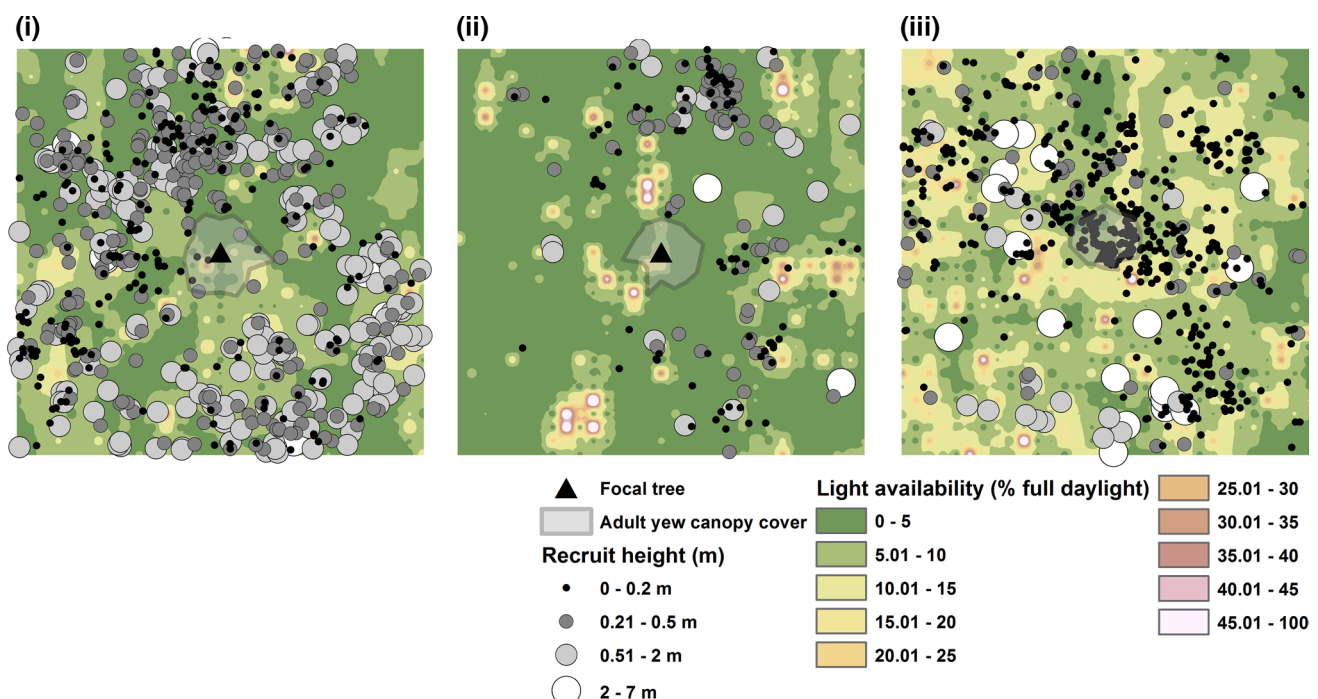 (i)
(ii)
(iii)
Focal tree
Adult yew canopy cover
Recruit height (m)
0 - 0.2 m
0.21 - 0.5 m
0.51 - 2 m
2 - 7 m
Light availability (% full daylight)
0 - 5
5.01 - 10
10.01 - 15
15.01 - 20
20.01 - 25
25.01 - 30
30.01 - 35
35.01 - 40
40.01 - 45
45.01 - 100